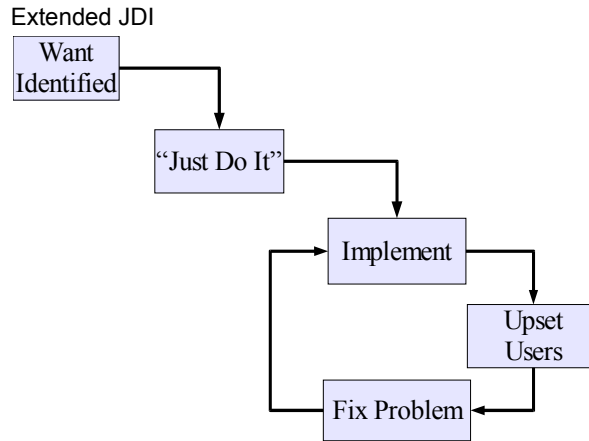 Extended JDI
Want
Identified
“Just Do It”
Implement
Upset
Users
Fix Problem